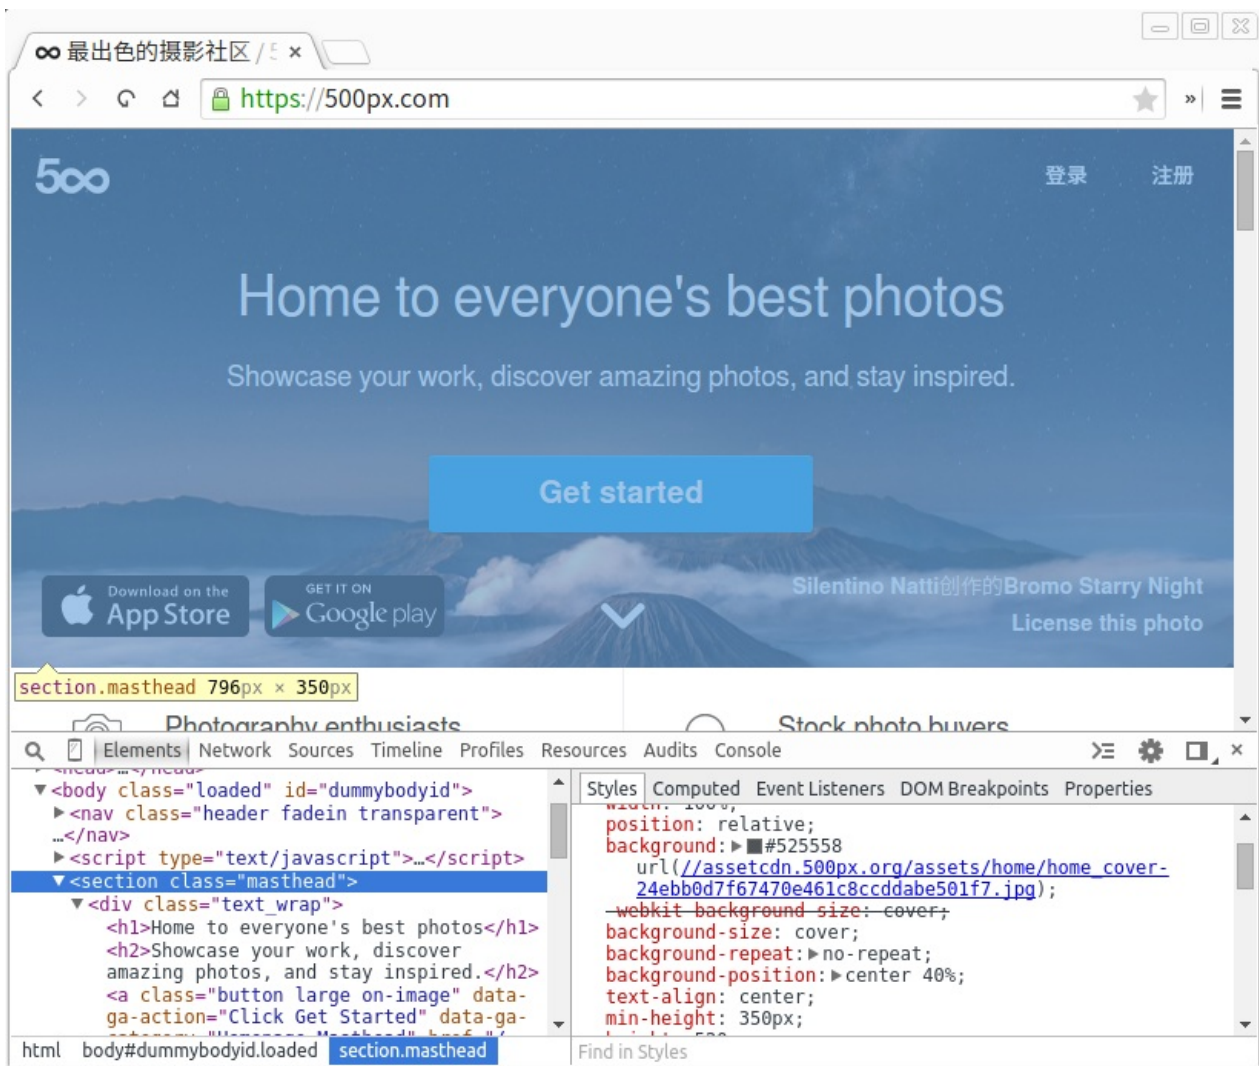 最出色的摄影社区 / 5
https://500px.com
500
登录 注册
Home to everyone's best photos
Showcase your work, discover amazing photos, and stay inspired.
Get started
Download on the
App Store
GET IT ON
Google play
Silentino Natti创作的Bromo Starry Night
License this photo
section.masthead 796px × 350px
Photography enthusiasts
Stock photo buyers
Elements Network Sources Timeline Profiles Resources Audits Console
<head>…</head>
<body class="loaded" id="dummybodyid">
<nav class="header fadein transparent">
…</nav>
<script type="text/javascript">…</script>
<section class="masthead">
<div class="text_wrap">
<h1>Home to everyone's best photos</h1>
<h2>Showcase your work, discover
amazing photos, and stay inspired.</h2>
<a class="button large on-image" data-
ga-action="Click Get Started" data-ga-
category="Homepage Masthead" href="/
html body#dummybodyid.loaded section.masthead
Styles Computed Event Listeners DOM Breakpoints Properties
width: 100%;
position: relative;
background: #525558
url(//assetcdn.500px.org/assets/home/home_cover-
24ebb0d7f67470e461c8ccddabe501f7.jpg);
-webkit-background-size: cover;
background-size: cover;
background-repeat: no-repeat;
background-position: center 40%;
text-align: center;
min-height: 350px;
Find in Styles